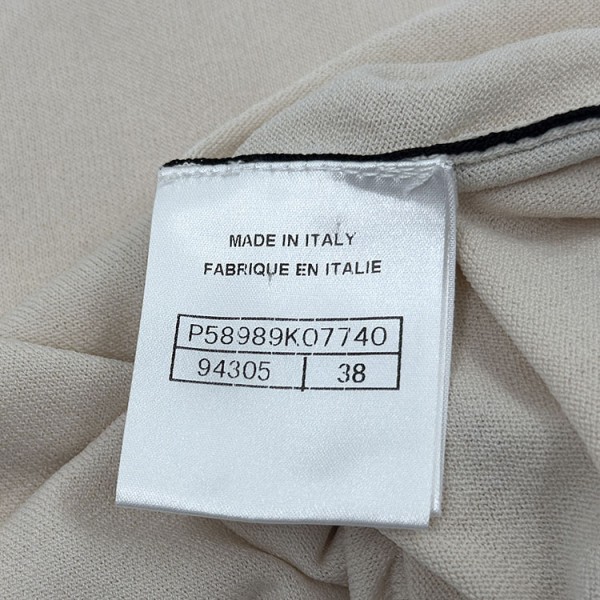 MADE IN ITALY
FABRIQUE EN ITALIE
P58989K07740
94305 38